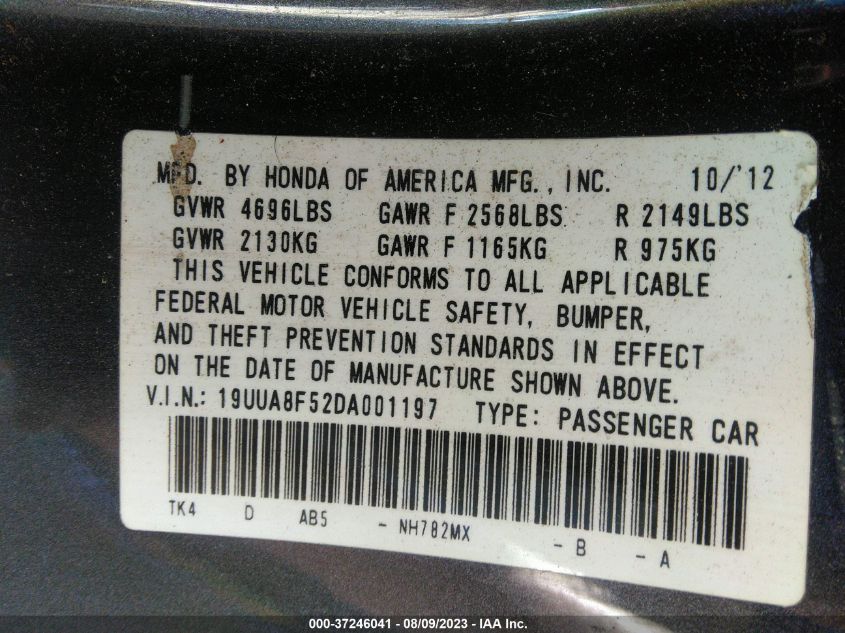 MFD. BY HONDA OF AMERICA MFG., INC. 10/'12
GVWR 4696LBS GAWR F 2568LBS R 2149LBS
GVWR 2130KG GAWR F 1165KG R 975KG
THIS VEHICLE CONFORMS TO ALL APPLICABLE
FEDERAL MOTOR VEHICLE SAFETY, BUMPER,
AND THEFT PREVENTION STANDARDS IN EFFECT
ON THE DATE OF MANUFACTURE SHOWN ABOVE.
V.I.N.: 19UUA8F52DA001197 TYPE: PASSENGER CAR
TK4 D AB5 - NH782MX - B - A
000-37246041 - 08/09/2023 - IAA Inc.